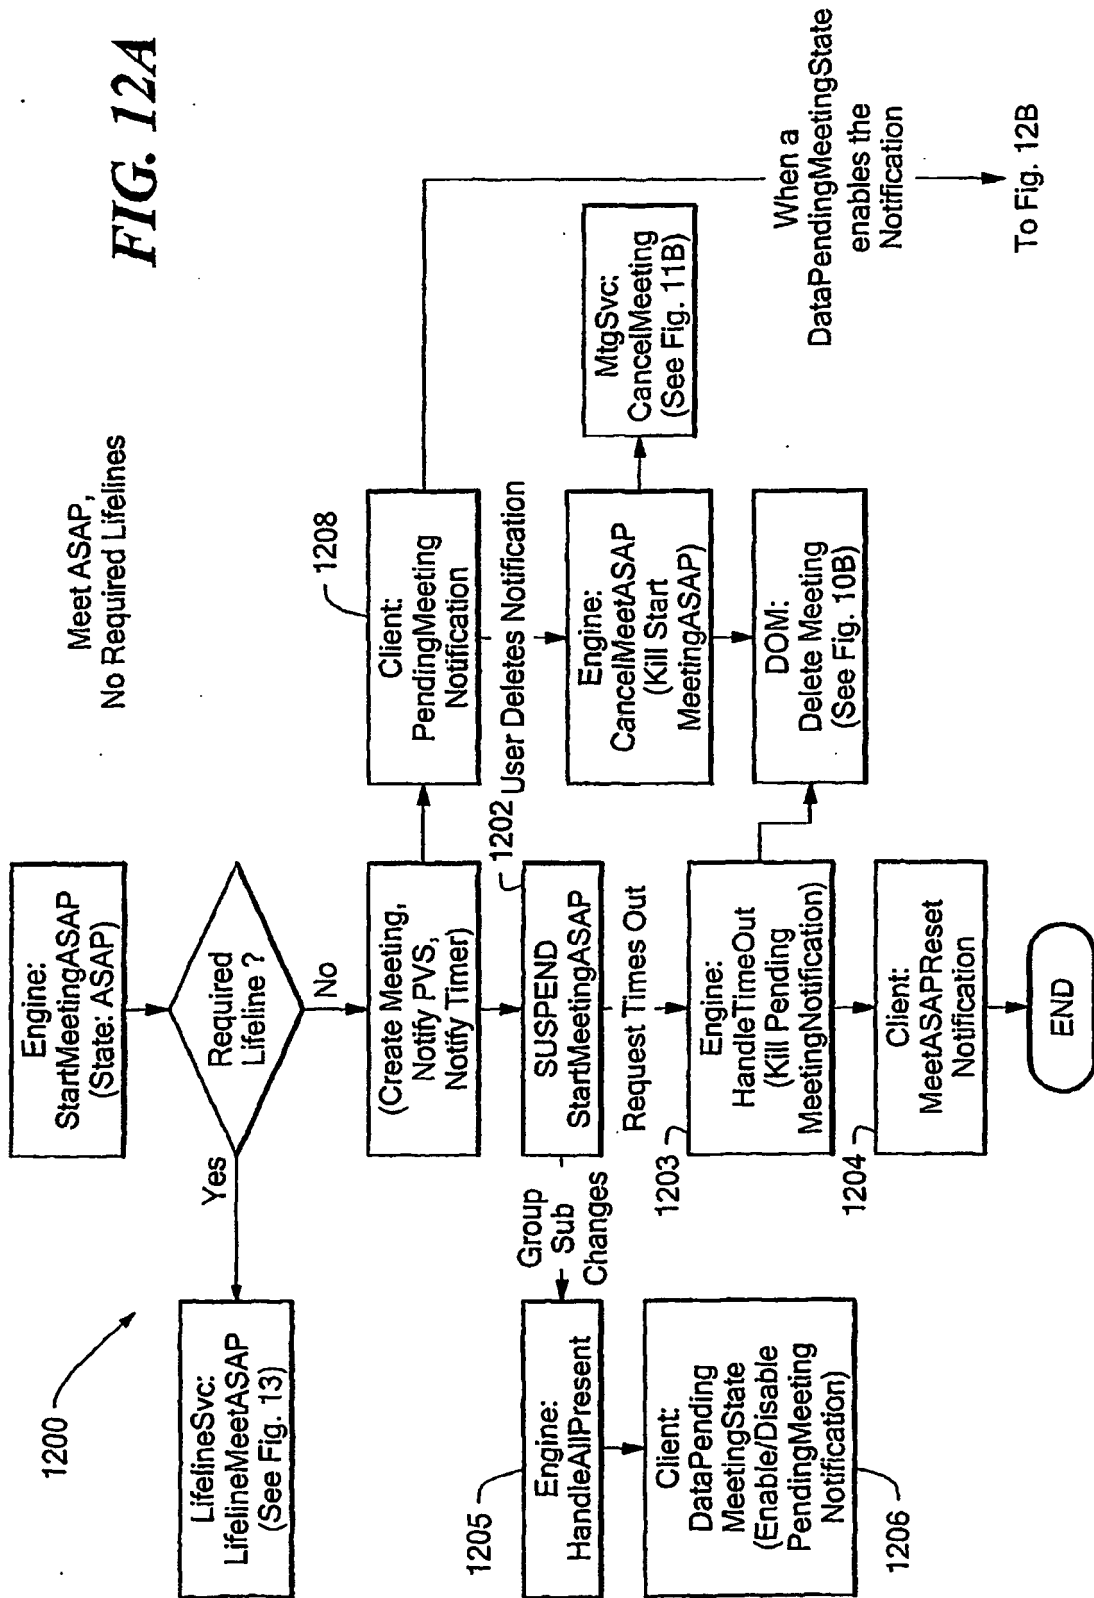 FIG. 12A
Meet ASAP,
No Required Lifelines
1200
Engine:
StartMeetingASAP
(State: ASAP)
Required
Lifeline ?
Yes
No
LifelineSvc:
LifelineMeetASAP
(See Fig. 13)
(Create Meeting,
Notify PVS,
Notify Timer)
1208
Client:
PendingMeeting
Notification
When a
DataPendingMeetingState
enables the
Notification
To Fig. 12B
1202
SUSPEND
StartMeetingASAP
User Deletes Notification
Engine:
CancelMeetASAP
(Kill Start
MeetingASAP)
MtgSvc:
CancelMeeting
(See Fig. 11B)
Group
Sub
Changes
1205
Engine:
HandleAllPresent
Client:
DataPending
MeetingState
(Enable/Disable
PendingMeeting
Notification)
1206
Request Times Out
1203
Engine:
HandleTimeOut
(Kill Pending
MeetingNotification)
DOM:
Delete Meeting
(See Fig. 10B)
1204
Client:
MeetASAPReset
Notification
END